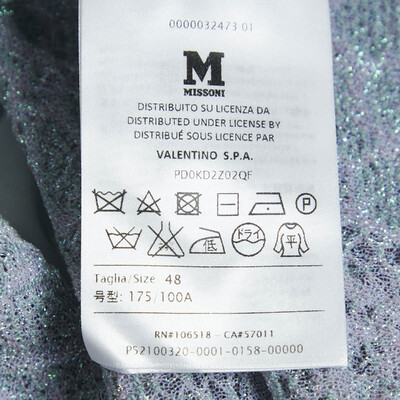 0000032473 01
M
MISSONI
DISTRIBUITO SU LICENZA DA
DISTRIBUTED UNDER LICENSE BY
DISTRIBUÉ SOUS LICENCE PAR
VALENTINO S.P.A.
PD0KD2Z02QF
P
低 ドライ 平
Taglia/Size 48
号型: 175/100A
RN#106518 - CA#57011
P52100320-0001-0158-00000